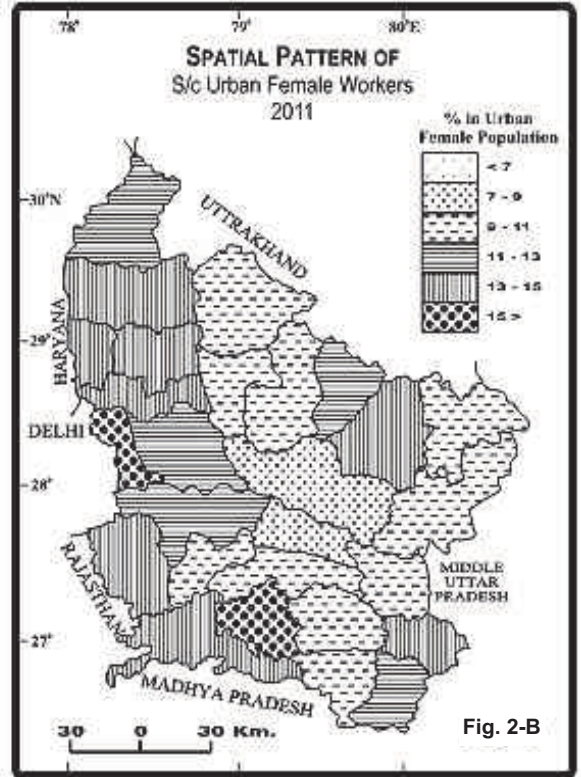 78°
79°
80°
SPATIAL PATTERN OF
S/c Urban Female Workers
2011
% in Urban
Female Population
< 7
7 - 9
9 - 11
11 - 13
13 - 15
15 >
30°N
UTTRAKHAND
29°
HARYANA
DELHI
28°
RAJASTHAN
MIDDLE
UTTAR
PRADESH
27°
MADHYA PRADESH
30 0 30 Km.
Fig. 2-B